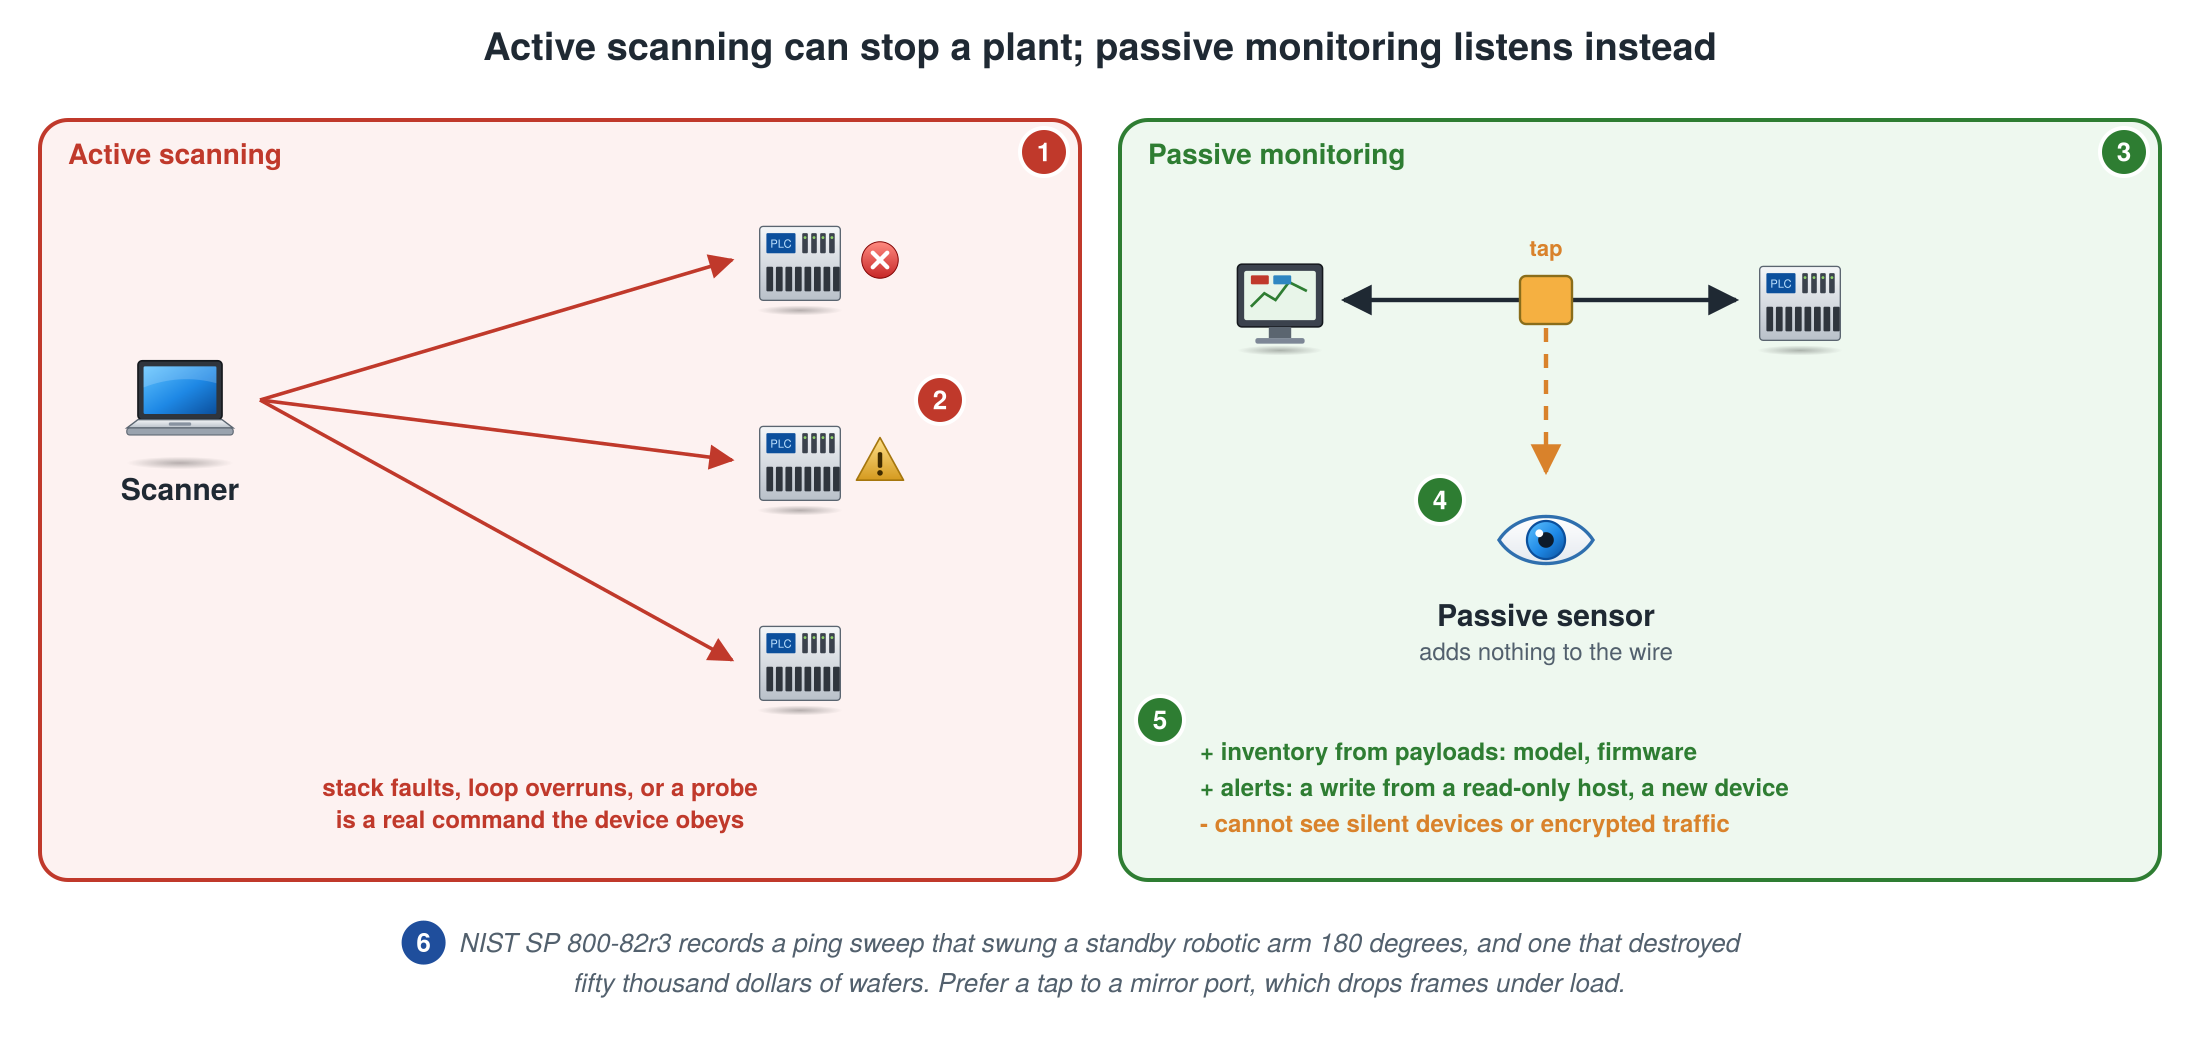 Active scanning can stop a plant; passive monitoring listens instead
Active scanning
1
PLC
2
PLC
Scanner
PLC
stack faults, loop overruns, or a probe
is a real command the device obeys
Passive monitoring
3
tap
PLC
4
Passive sensor
adds nothing to the wire
5
+ inventory from payloads: model, firmware
+ alerts: a write from a read-only host, a new device
- cannot see silent devices or encrypted traffic
6 NIST SP 800-82r3 records a ping sweep that swung a standby robotic arm 180 degrees, and one that destroyed
fifty thousand dollars of wafers. Prefer a tap to a mirror port, which drops frames under load.